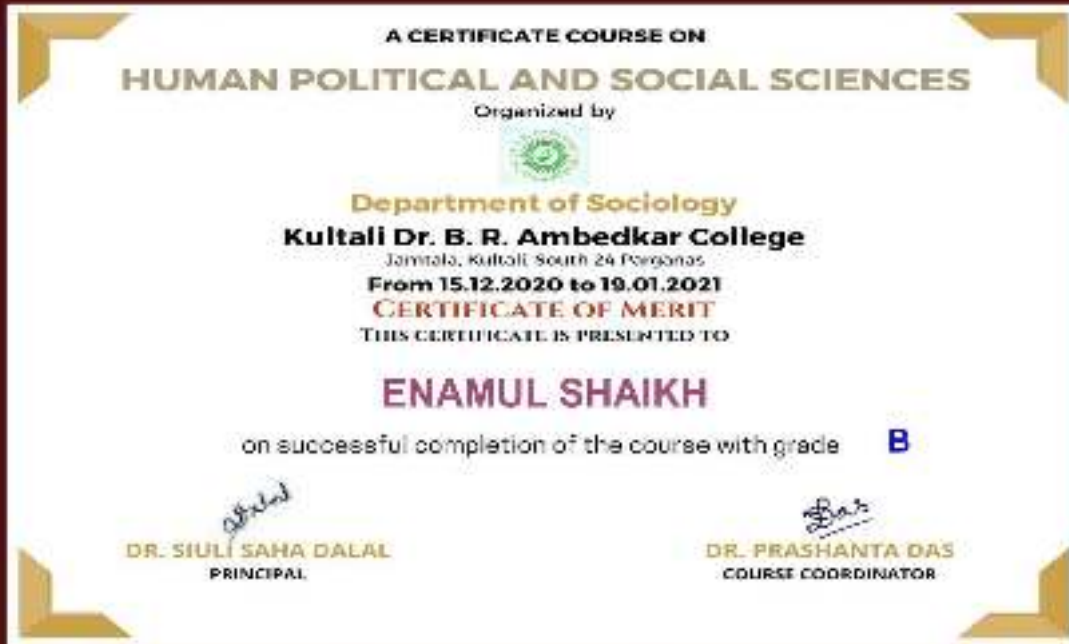 A CERTIFICATE COURSE ON
HUMAN POLITICAL AND SOCIAL SCIENCES
Organized by
Department of Sociology
Kultali Dr. B. R. Ambedkar College
Jamtala, Kultali, South 24 Parganas
From 15.12.2020 to 19.01.2021
CERTIFICATE OF MERIT
THIS CERTIFICATE IS PRESENTED TO
ENAMUL SHAIKH
on successful completion of the course with grade B
DR. SIULI SAHA DALAL
PRINCIPAL
Das
DR. PRASHANTA DAS
COURSE COORDINATOR